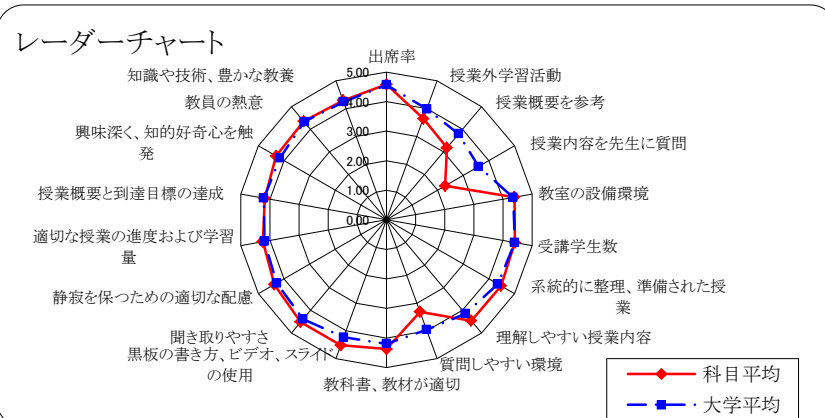 レーダーチャート
出席率
授業外学習活動
授業概要を参考
授業内容を先生に質問
教室の設備環境
受講学生数
系統的に整理、準備された授
業
理解しやすい授業内容
質問しやすい環境
教科書、教材が適切
黒板の書き方、ビデオ、スライド
の使用
聞き取りやすさ
静寂を保つための適切な配慮
適切な授業の進度および学習
量
授業概要と到達目標の達成
興味深く、知的好奇心を触
発
教員の熱意
知識や技術、豊かな教養
5.00
4.00
3.00
2.00
1.00
0.00
科目平均
大学平均